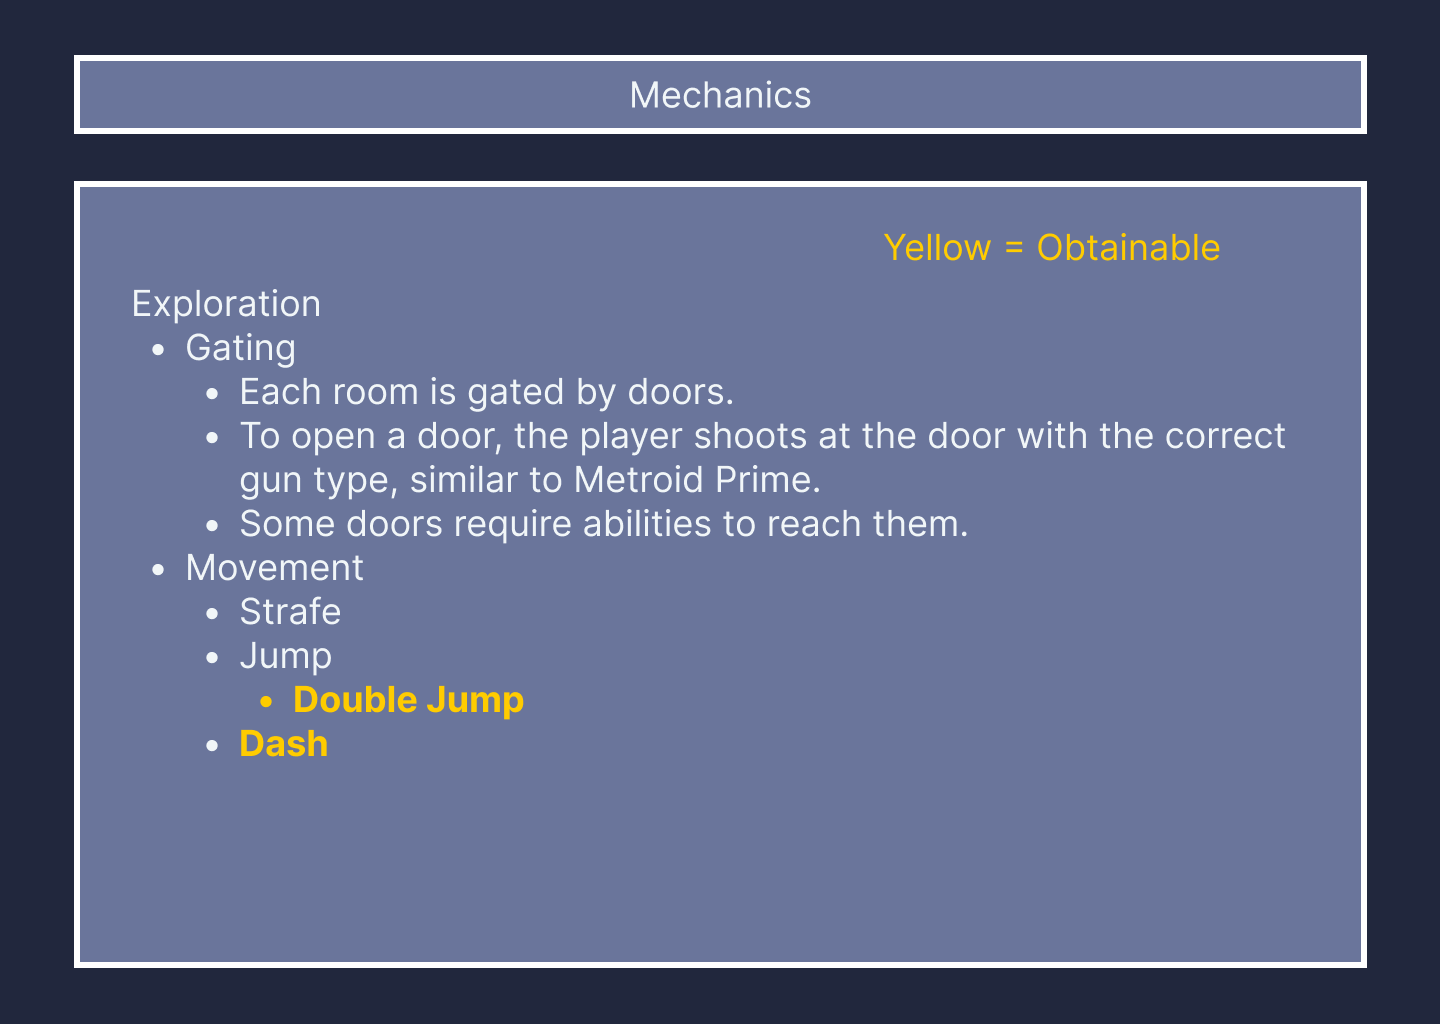 Mechanics
Yellow = Obtainable
Exploration
• Gating
• Each room is gated by doors.
• To open a door, the player shoots at the door with the correct
gun type, similar to Metroid Prime.
• Some doors require abilities to reach them.
• Movement
• Strafe
• Jump
• Double Jump
• Dash